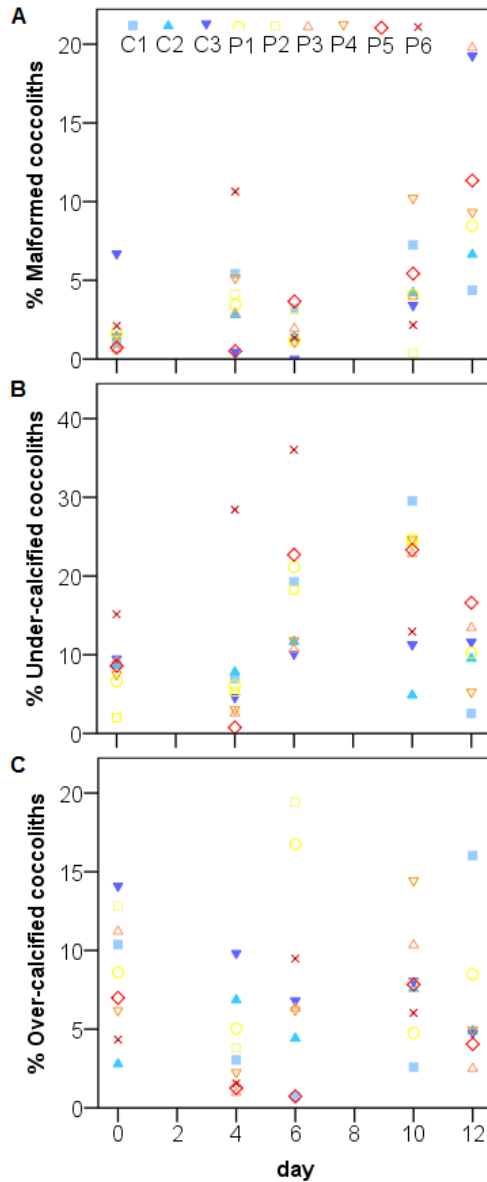 A
C1 C2 C3 P1 P2 P3 P4 P5 P6
20
15
10
5
0
% Malformed coccoliths
B
40
30
20
10
0
% Under-calcified coccoliths
C
20
15
10
5
0
% Over-calcified coccoliths
0 2 4 6 8 10 12
day